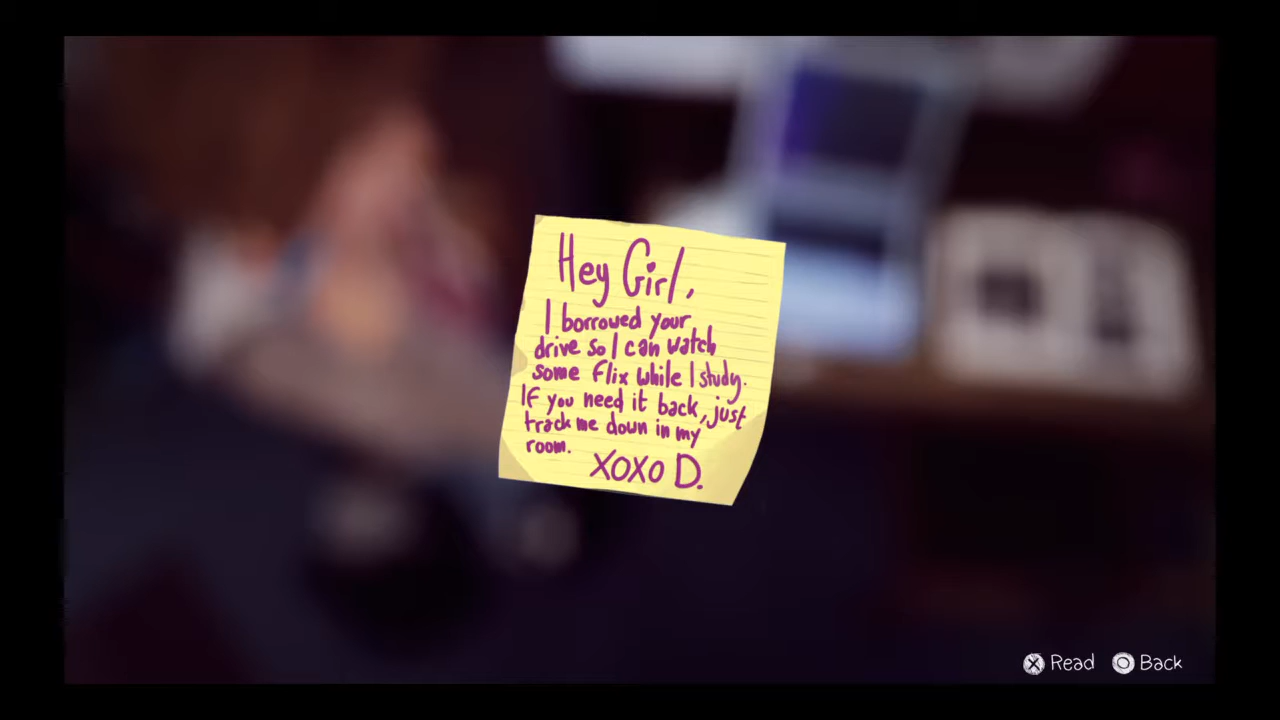 Hey Girl,
I borrowed your
drive so I can watch
some Flix while I study.
If you need it back, just
track me down in my
room.
XOXO D.
Read Back